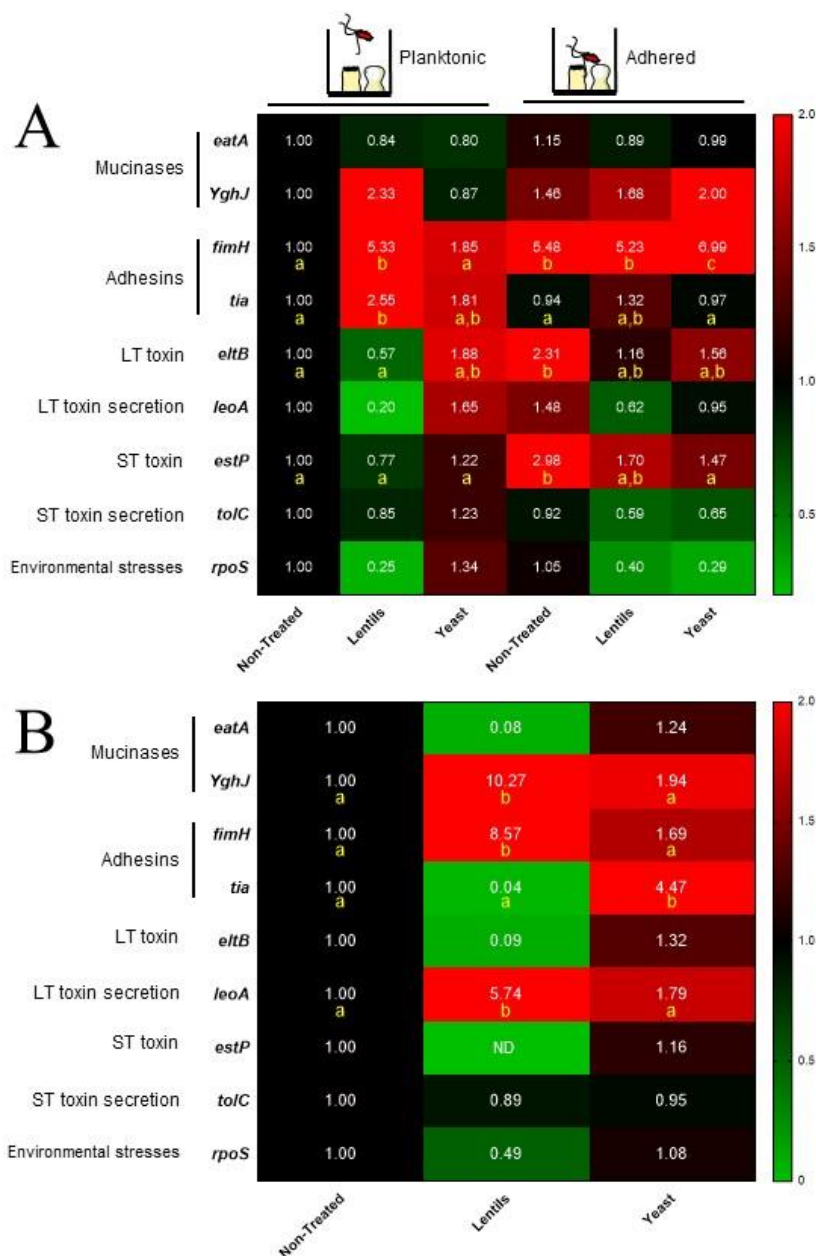 Planktonic Adhered
A
Mucinases
eatA 1.00 0.84 0.80 1.15 0.89 0.99
YghJ 1.00 2.33 0.87 1.46 1.68 2.00
Adhesins
fimH 1.00 5.33 1.85 5.48 5.23 6.99
a b a b b c
tia 1.00 2.55 1.81 0.94 1.32 0.97
a b a,b a a,b a
LT toxin eltB 1.00 0.57 1.88 2.31 1.16 1.56
a a a,b b a,b a,b
LT toxin secretion leoA 1.00 0.20 1.65 1.48 0.62 0.95
ST toxin estP 1.00 0.77 1.22 2.98 1.70 1.47
a a a b a,b a
ST toxin secretion tolC 1.00 0.85 1.23 0.92 0.59 0.65
Environmental stresses rpoS 1.00 0.25 1.34 1.05 0.40 0.29
Non-Treated Lentils Yeast Non-Treated Lentils Yeast
2.0
1.5
1.0
0.5
B
Mucinases
eatA 1.00 0.08 1.24
YghJ 1.00 10.27 1.94
a b a
Adhesins
fimH 1.00 8.57 1.69
a b a
tia 1.00 0.04 4.47
a a b
LT toxin eltB 1.00 0.09 1.32
LT toxin secretion leoA 1.00 5.74 1.79
a b a
ST toxin estP 1.00 ND 1.16
ST toxin secretion tolC 1.00 0.89 0.95
Environmental stresses rpoS 1.00 0.49 1.08
Non-Treated Lentils Yeast
2.0
1.5
1.0
0.5
0